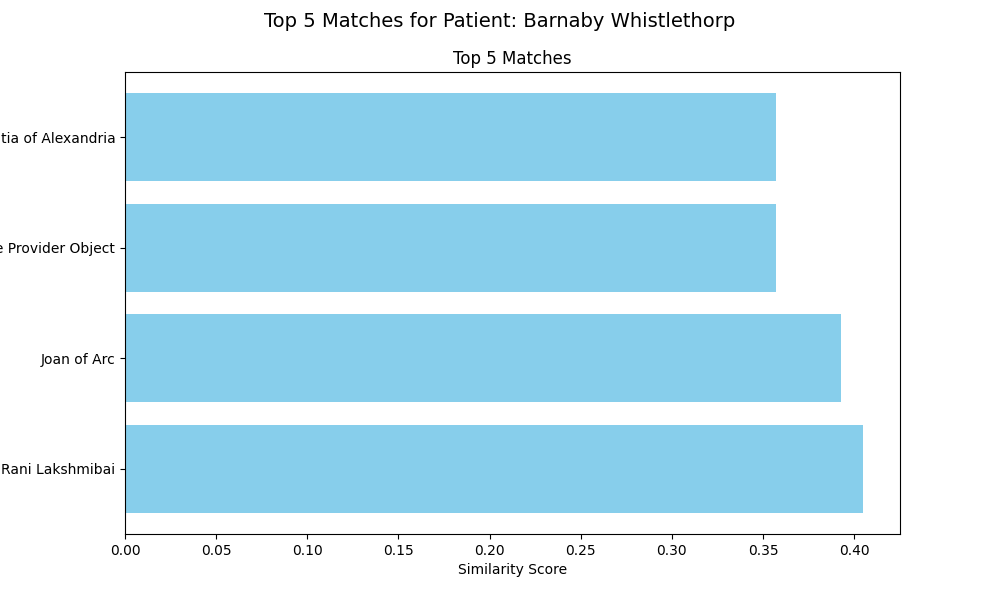 Top 5 Matches for Patient: Barnaby Whistlethorp
Top 5 Matches
tia of Alexandria
e Provider Object
Joan of Arc
Rani Lakshmibai
0.00 0.05 0.10 0.15 0.20 0.25 0.30 0.35 0.40
Similarity Score